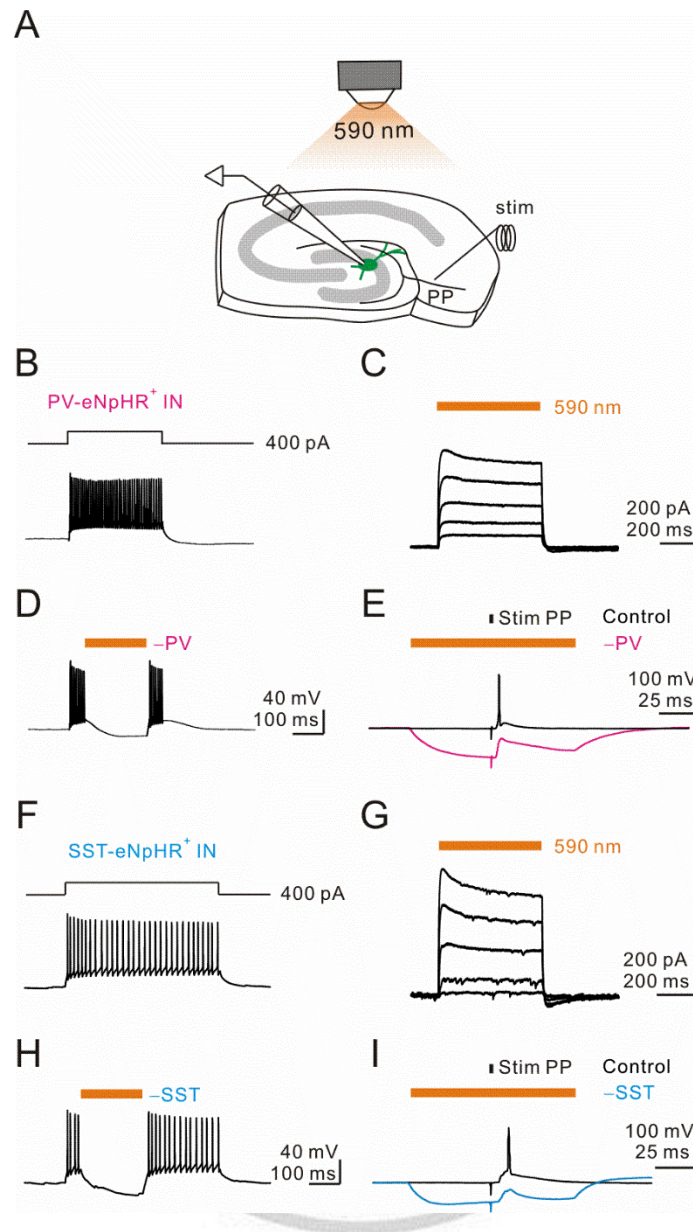 A
590 nm
stim
PP
B
PV-eNpHR⁺ IN
400 pA
C
590 nm
200 pA
200 ms
D
−PV
40 mV
100 ms
E
Stim PP Control
−PV
100 mV
25 ms
F
SST-eNpHR⁺ IN
400 pA
G
590 nm
200 pA
200 ms
H
−SST
40 mV
100 ms
I
Stim PP Control
−SST
100 mV
25 ms